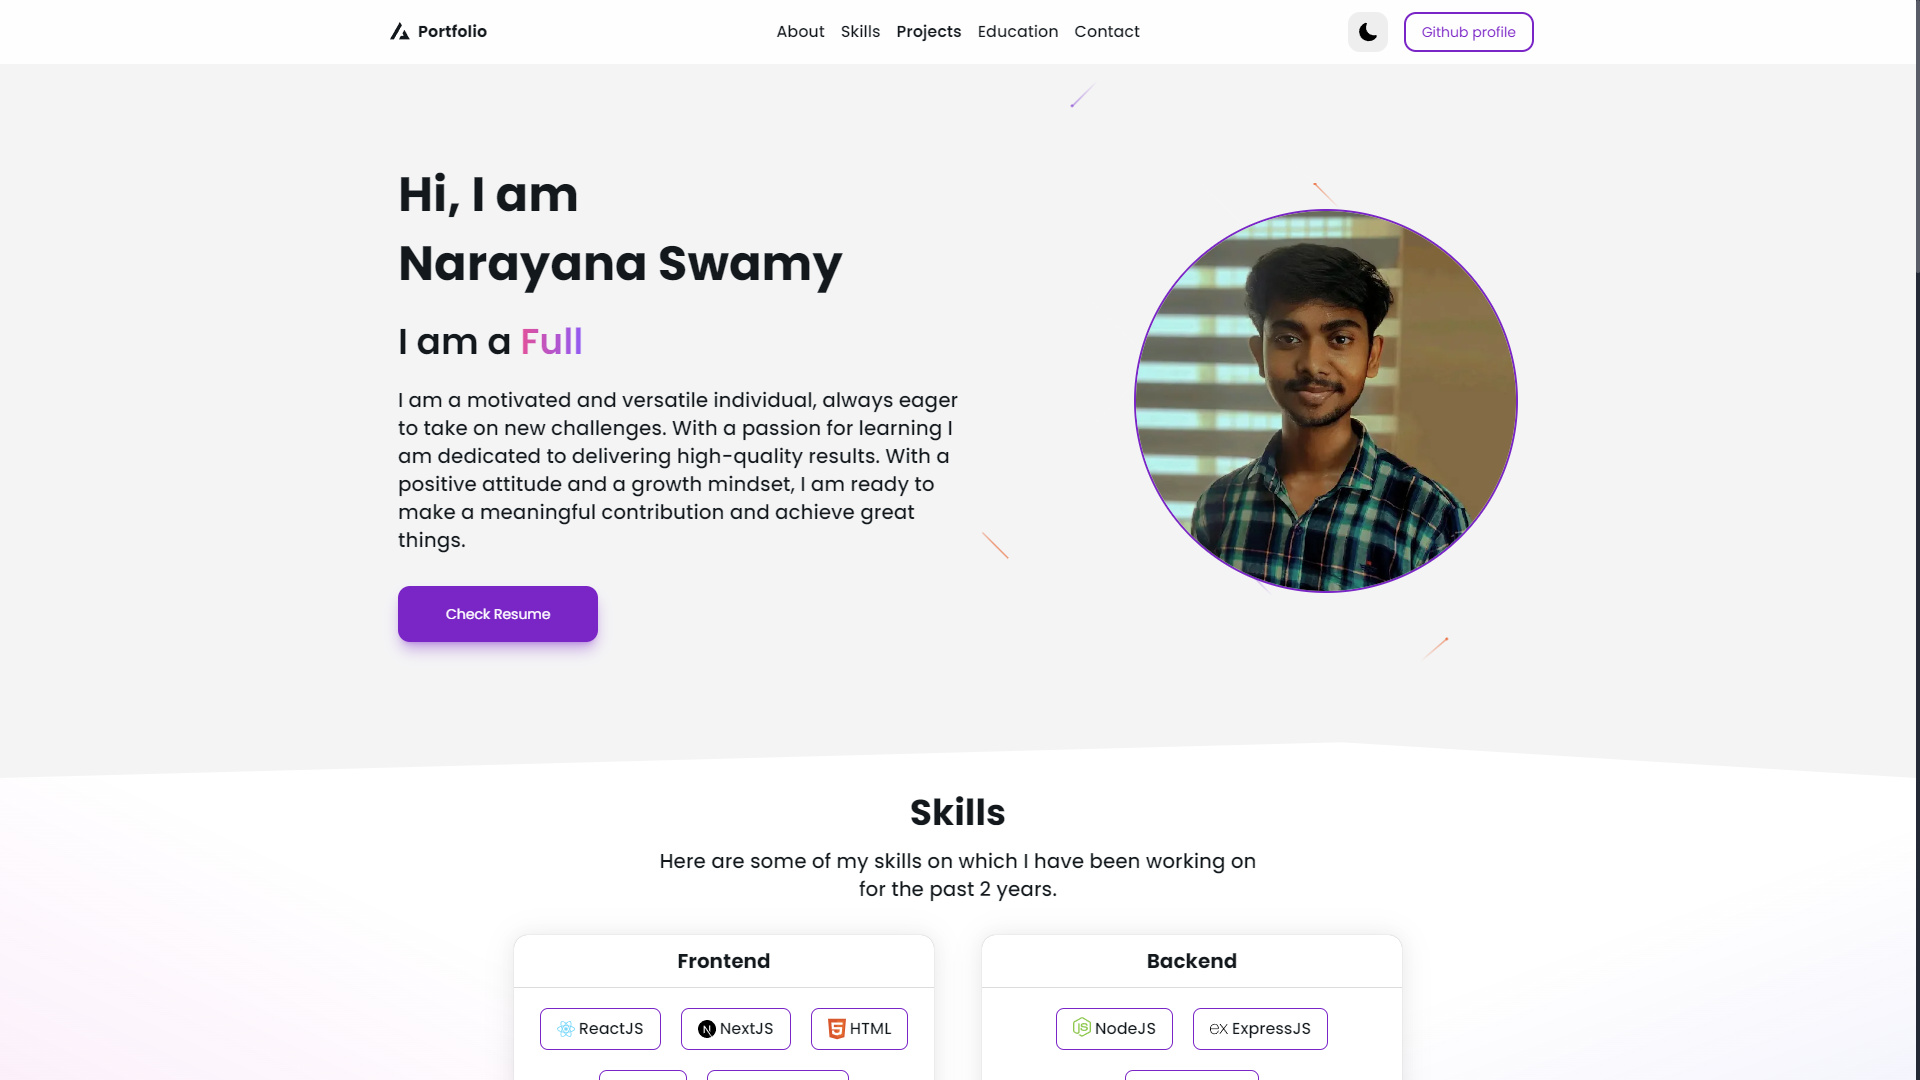 Portfolio
About Skills Projects Education Contact
Github profile
Hi, I am
Narayana Swamy
I am a Full
I am a motivated and versatile individual, always eager
to take on new challenges. With a passion for learning I
am dedicated to delivering high-quality results. With a
positive attitude and a growth mindset, I am ready to
make a meaningful contribution and achieve great
things.
Check Resume
Skills
Here are some of my skills on which I have been working on
for the past 2 years.
Frontend
ReactJS
NextJS
HTML
Backend
NodeJS
ex ExpressJS